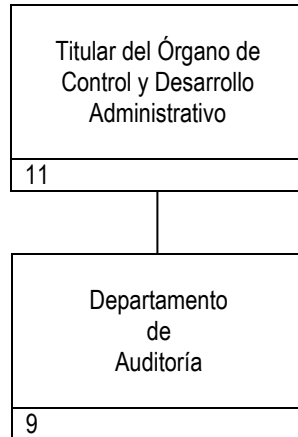 Titular del Órgano de
Control y Desarrollo
Administrativo
11
Departamento
de
Auditoría
9